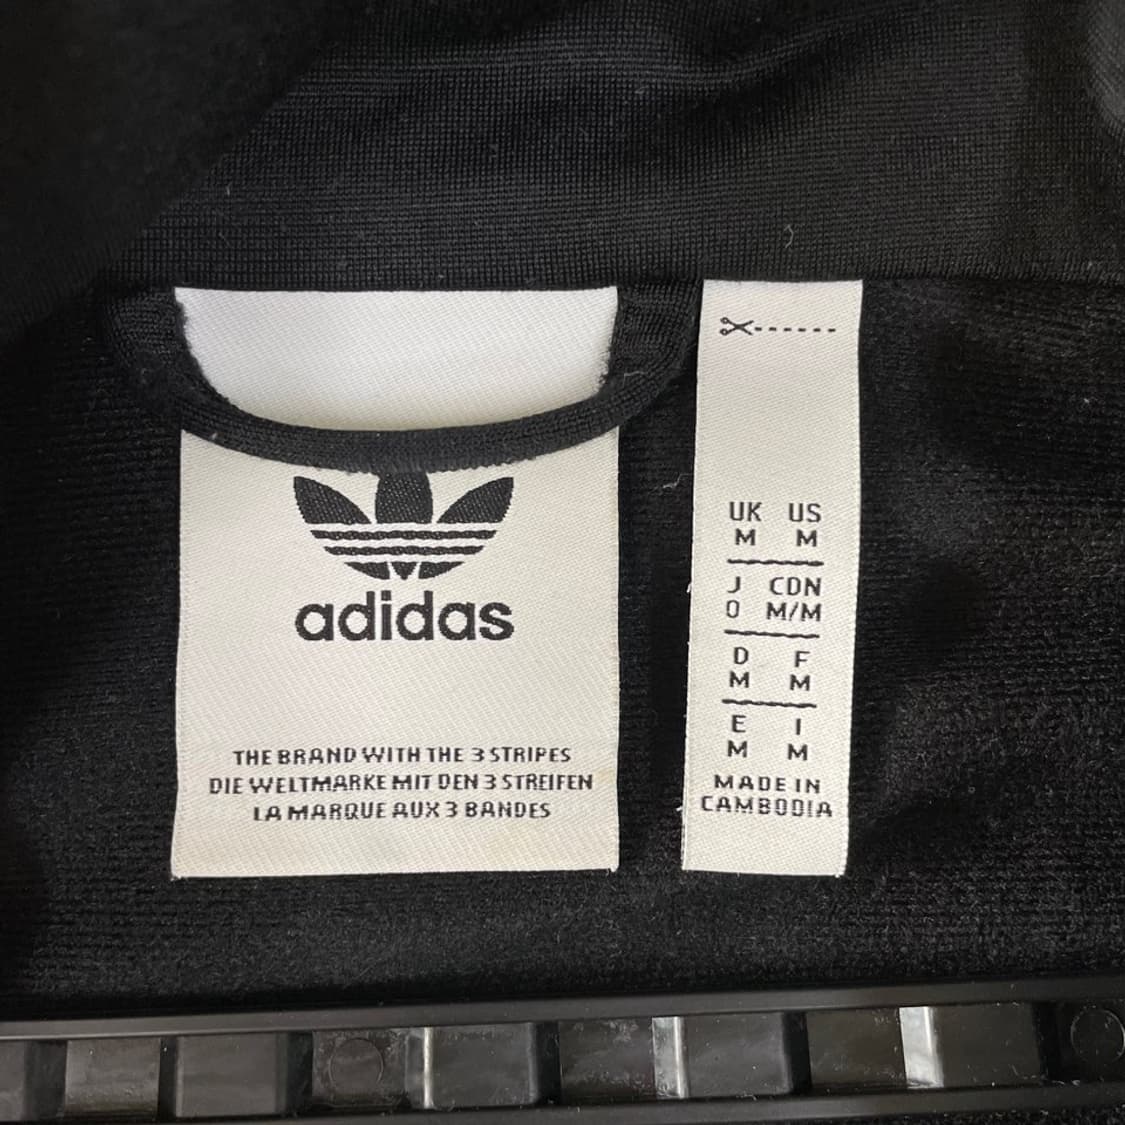 adidas
THE BRAND WITH THE 3 STRIPES
DIE WELTMARKE MIT DEN 3 STREIFEN
LA MARQUE AUX 3 BANDES
UK US
M M
J CDN
O M/M
D F
M M
E I
M M
MADE IN
CAMBODIA